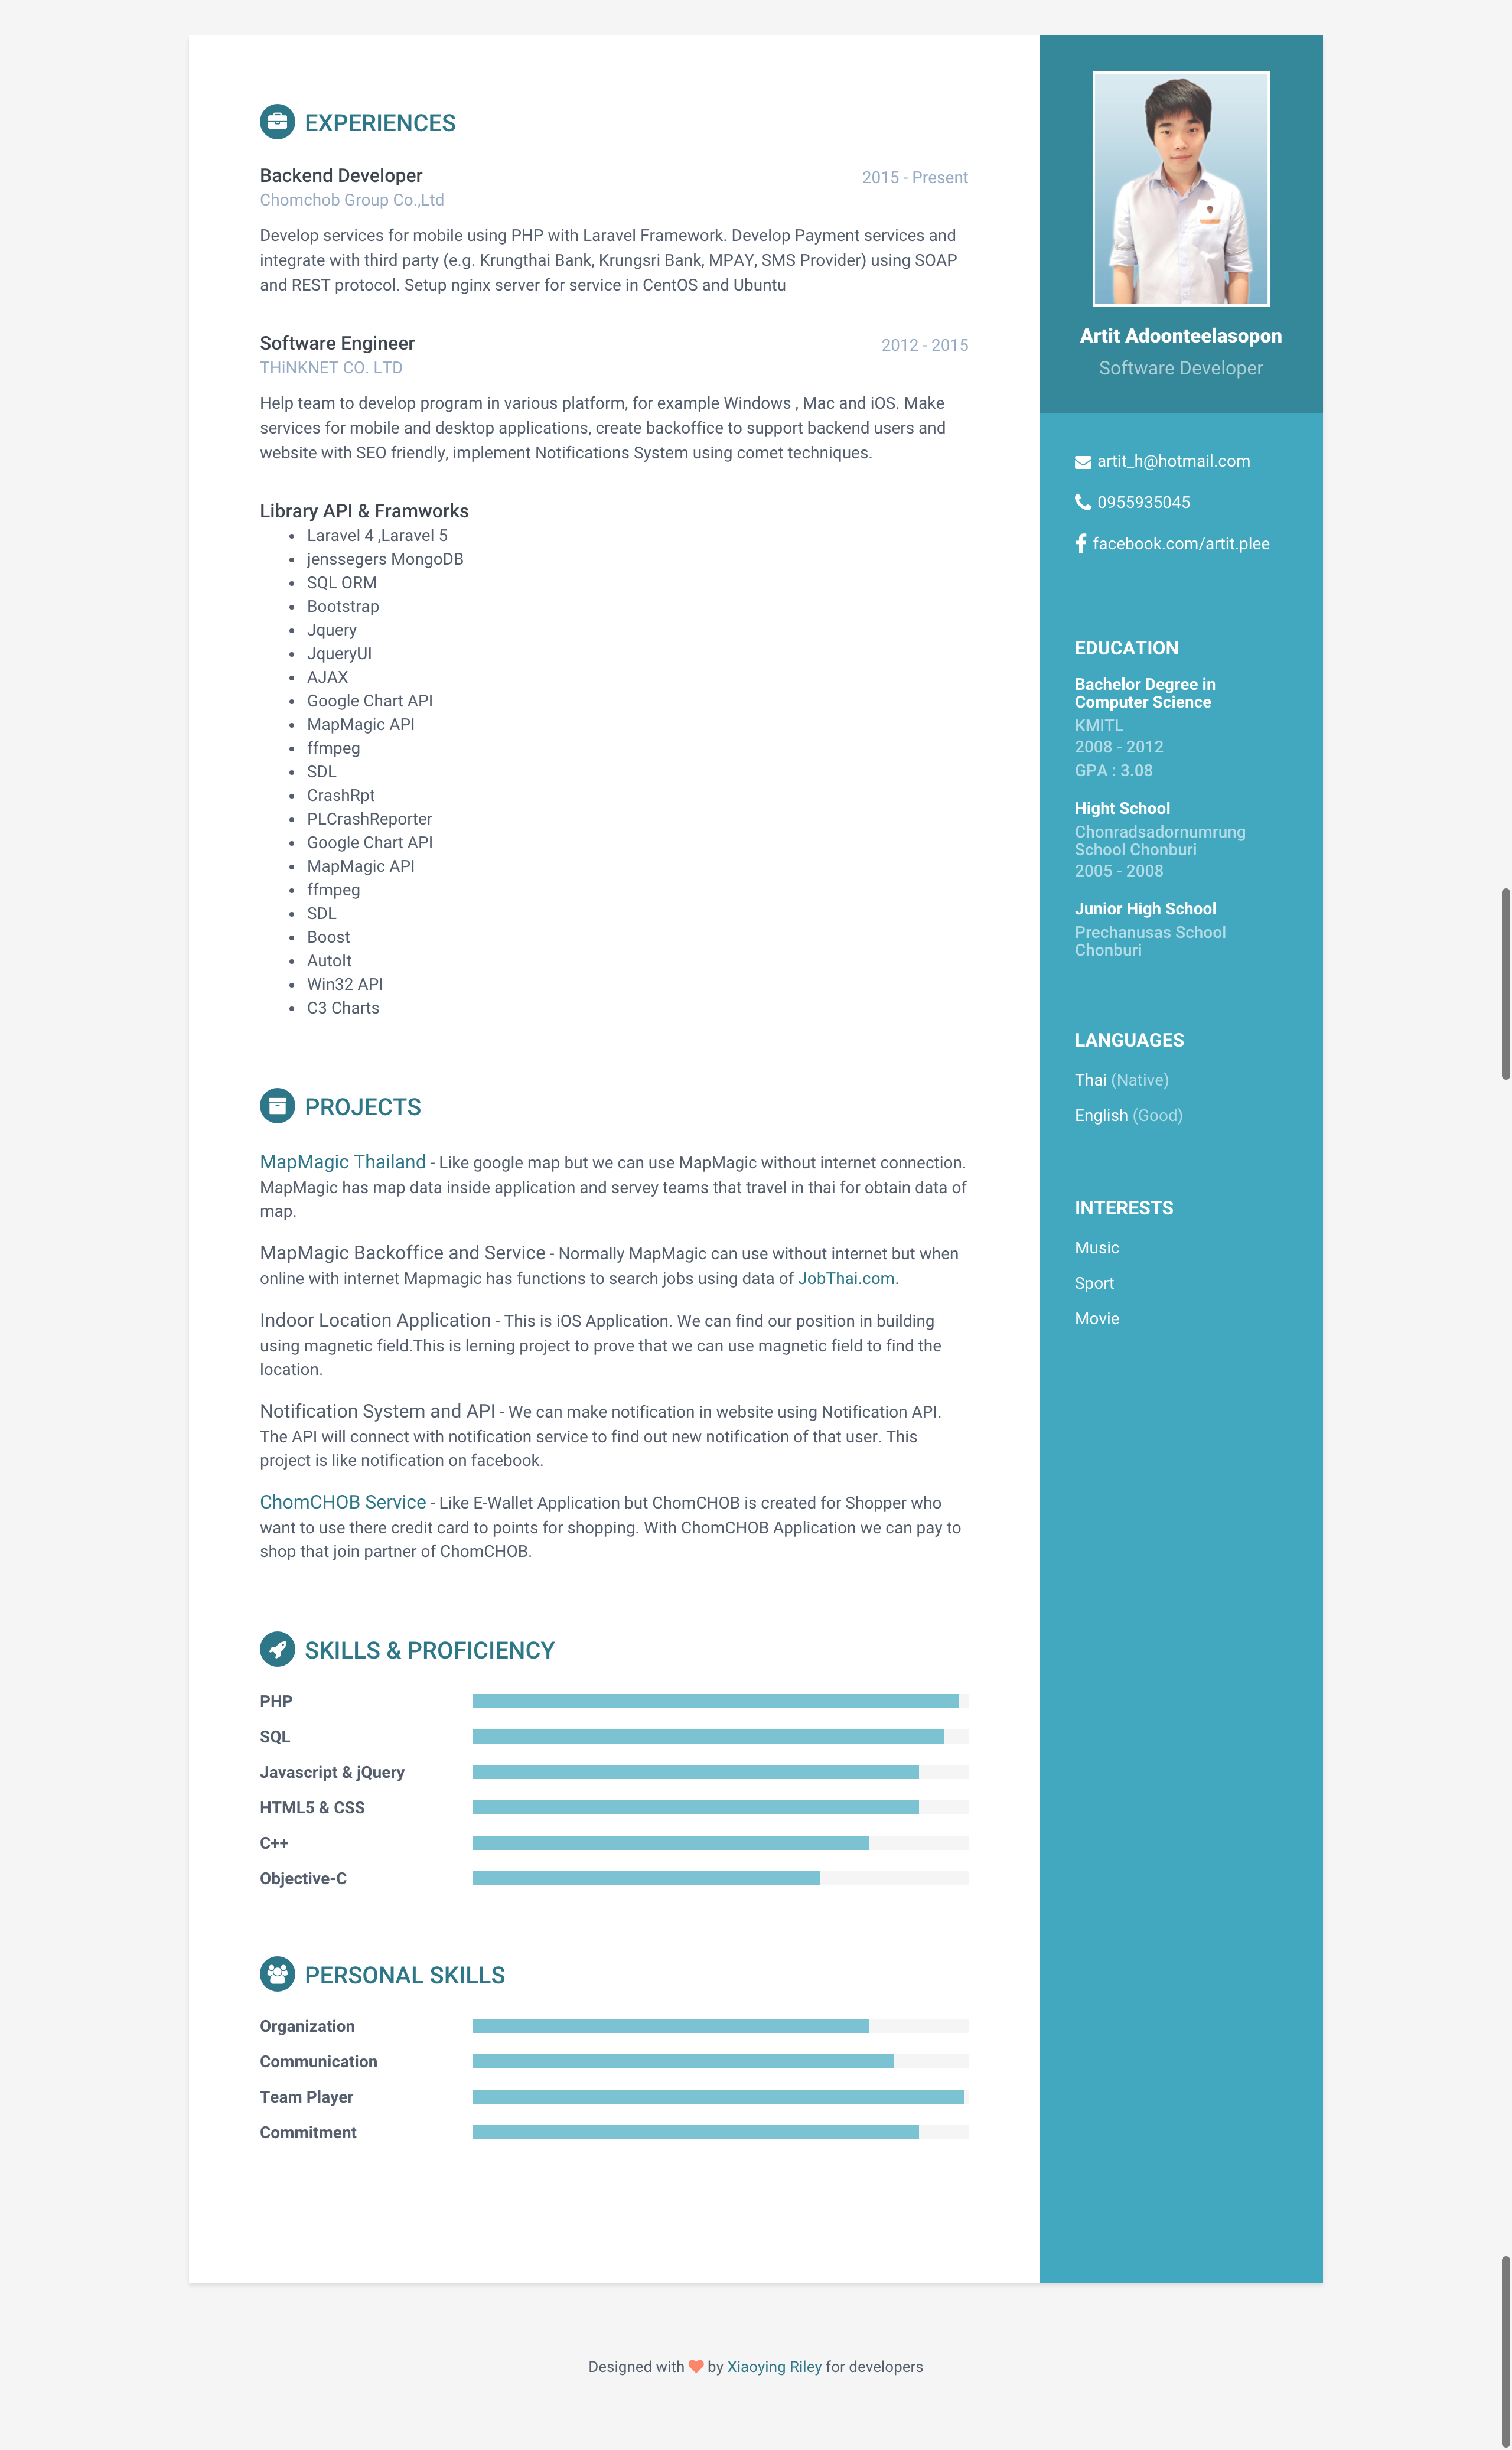 EXPERIENCES
Backend Developer
2015 - Present
Chomchob Group Co.,Ltd
Develop services for mobile using PHP with Laravel Framework. Develop Payment services and
integrate with third party (e.g. Krungthai Bank, Krungsri Bank, MPAY, SMS Provider) using SOAP
and REST protocol. Setup nginx server for service in CentOS and Ubuntu
Software Engineer
2012 - 2015
THiNKNET CO. LTD
Help team to develop program in various platform, for example Windows , Mac and iOS. Make
services for mobile and desktop applications, create backoffice to support backend users and
website with SEO friendly, implement Notifications System using comet techniques.
Library API & Framworks
• Laravel 4 ,Laravel 5
• jenssegers MongoDB
• SQL ORM
• Bootstrap
• Jquery
• JqueryUI
• AJAX
• Google Chart API
• MapMagic API
• ffmpeg
• SDL
• CrashRpt
• PLCrashReporter
• Google Chart API
• MapMagic API
• ffmpeg
• SDL
• Boost
• AutoIt
• Win32 API
• C3 Charts
PROJECTS
MapMagic Thailand - Like google map but we can use MapMagic without internet connection.
MapMagic has map data inside application and servey teams that travel in thai for obtain data of
map.
MapMagic Backoffice and Service - Normally MapMagic can use without internet but when
online with internet Mapmagic has functions to search jobs using data of JobThai.com.
Indoor Location Application - This is iOS Application. We can find our position in building
using magnetic field.This is lerning project to prove that we can use magnetic field to find the
location.
Notification System and API - We can make notification in website using Notification API.
The API will connect with notification service to find out new notification of that user. This
project is like notification on facebook.
ChomCHOB Service - Like E-Wallet Application but ChomCHOB is created for Shopper who
want to use there credit card to points for shopping. With ChomCHOB Application we can pay to
shop that join partner of ChomCHOB.
SKILLS & PROFICIENCY
PHP
SQL
Javascript & jQuery
HTML5 & CSS
C++
Objective-C
PERSONAL SKILLS
Organization
Communication
Team Player
Commitment
Artit Adoonteelasopon
Software Developer
artit_h@hotmail.com
0955935045
facebook.com/artit.plee
EDUCATION
Bachelor Degree in
Computer Science
KMITL
2008 - 2012
GPA : 3.08
Hight School
Chonradsadornumrung
School Chonburi
2005 - 2008
Junior High School
Prechanusas School
Chonburi
LANGUAGES
Thai (Native)
English (Good)
INTERESTS
Music
Sport
Movie
Designed with ♥ by Xiaoying Riley for developers